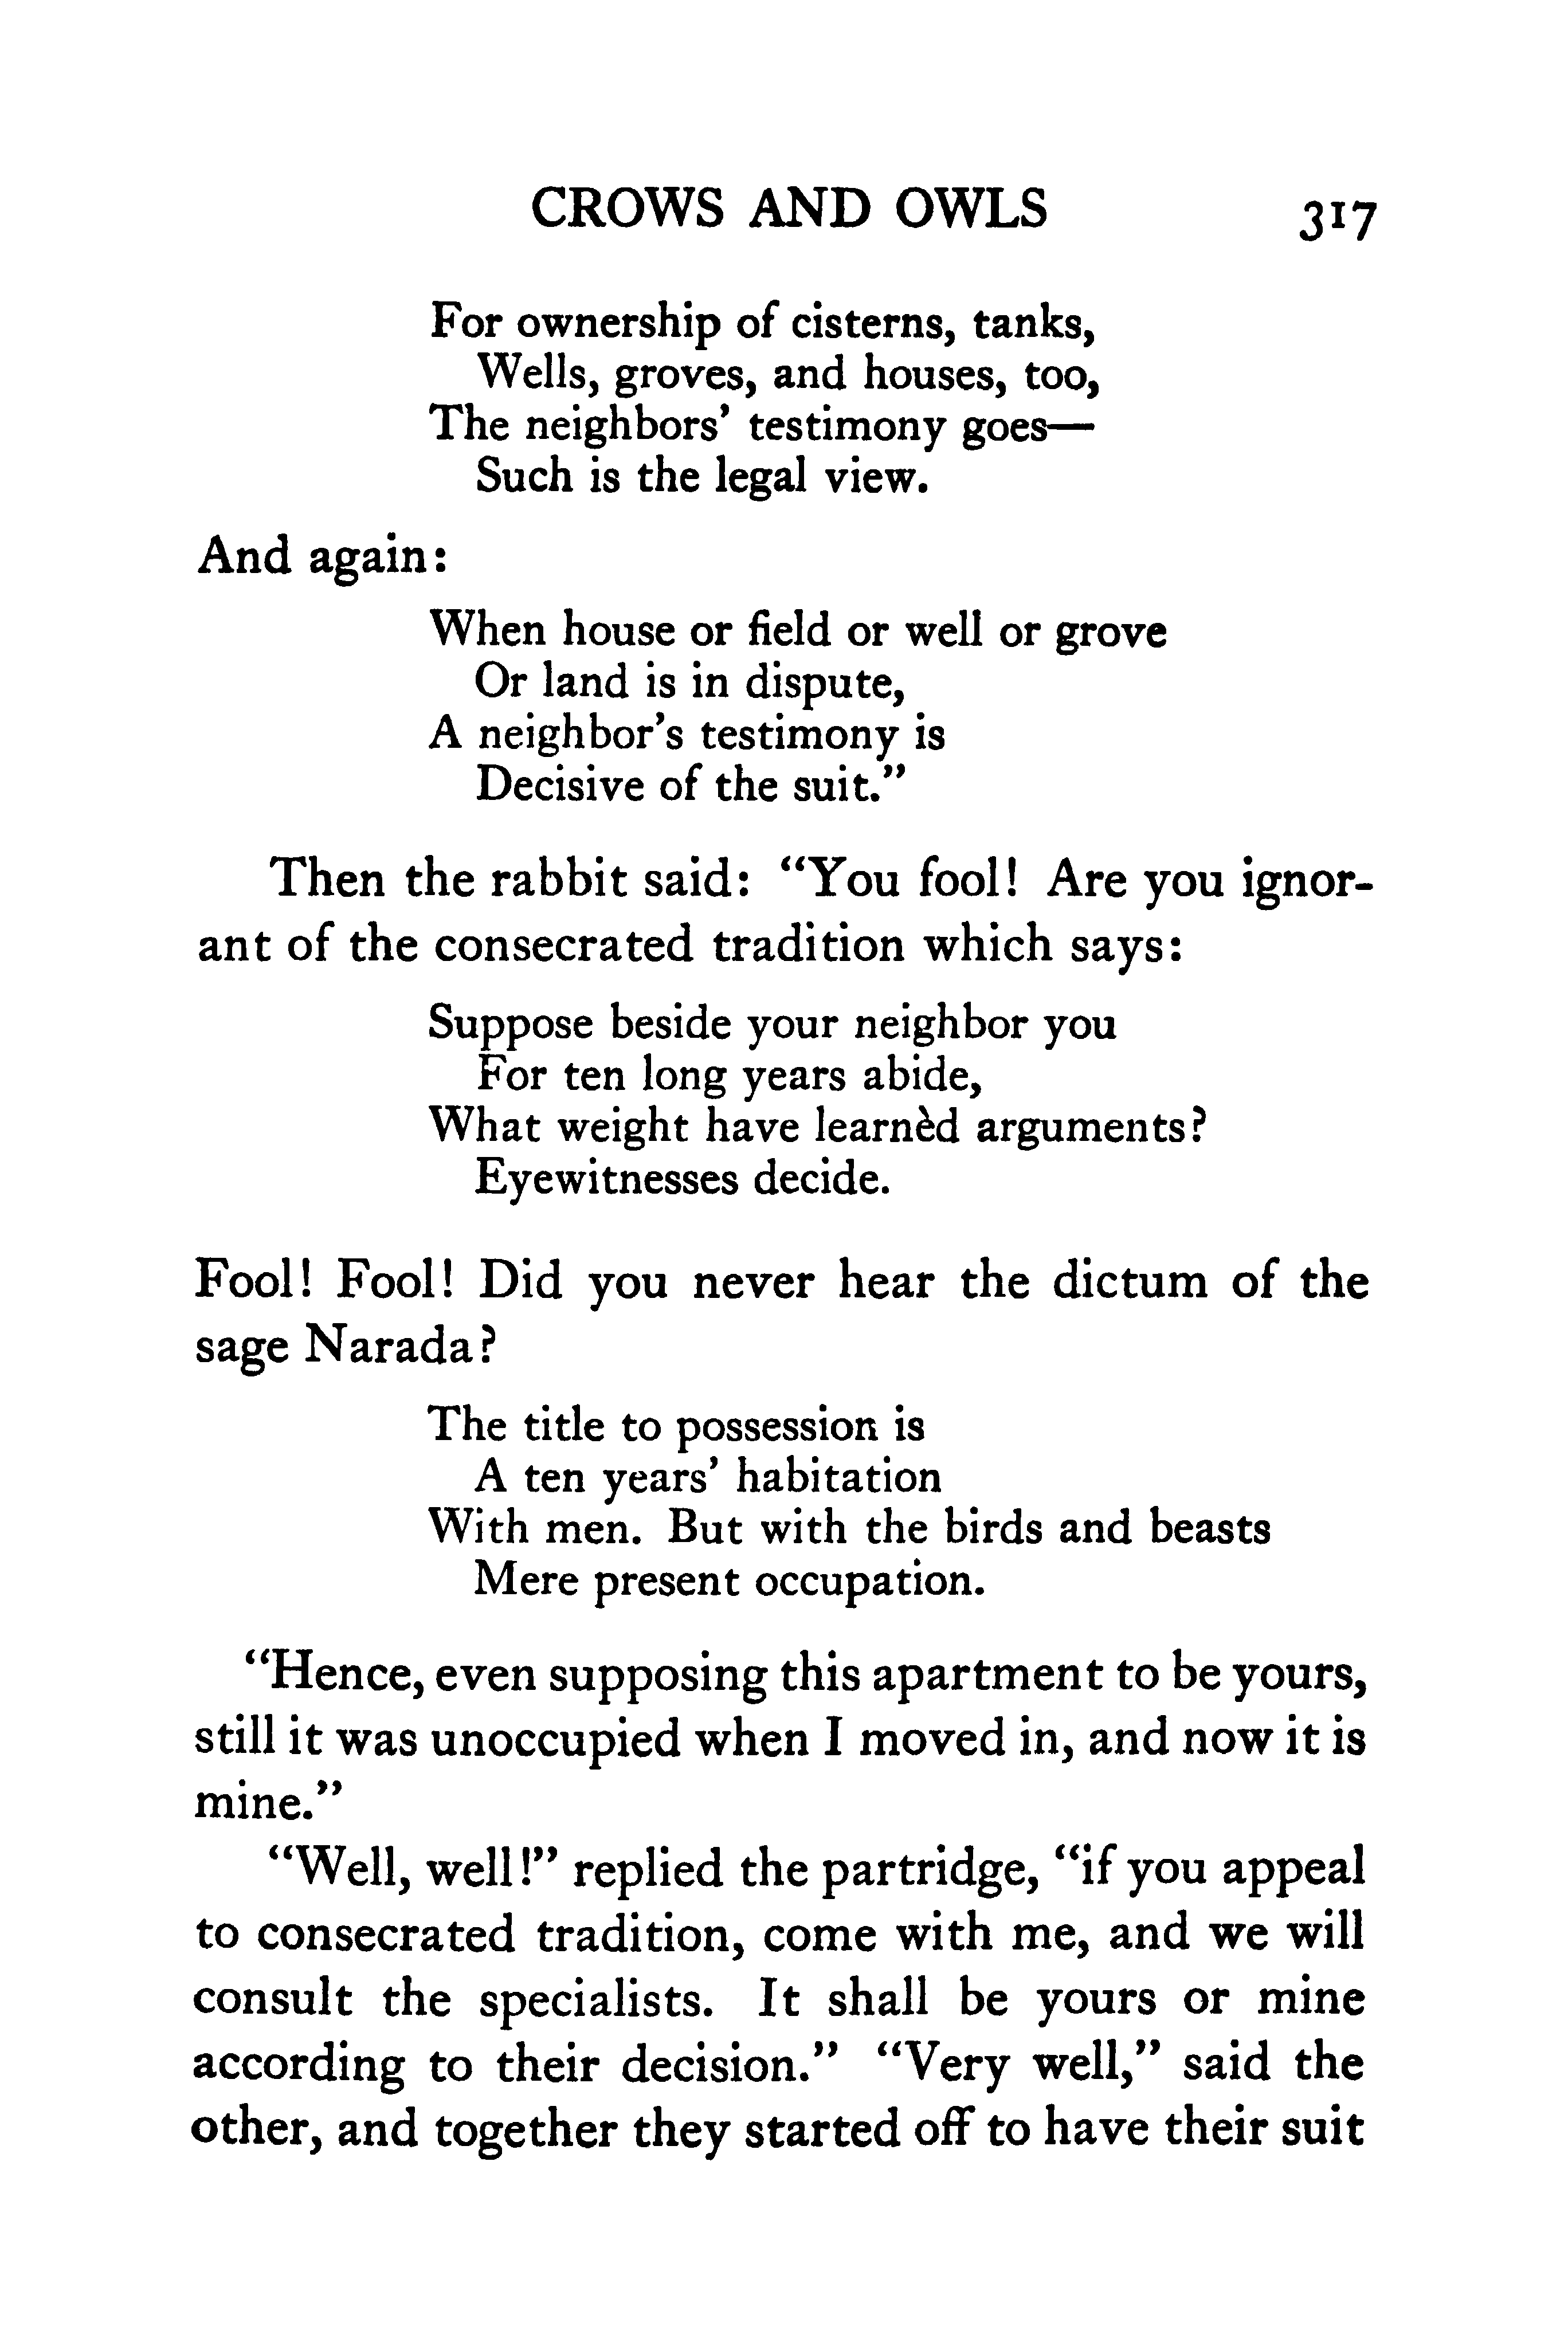 CROWS AND OWLS 317
For ownership of cisterns, tanks,
Wells, groves, and houses, too,
The neighbors' testimony goes—
Such is the legal view.
And again:
When house or field or well or grove
Or land is in dispute,
A neighbor's testimony is
Decisive of the suit."
Then the rabbit said: "You fool! Are you ignor-
ant of the consecrated tradition which says:
Suppose beside your neighbor you
For ten long years abide,
What weight have learnèd arguments?
Eyewitnesses decide.
Fool! Fool! Did you never hear the dictum of the
sage Narada?
The title to possession is
A ten years' habitation
With men. But with the birds and beasts
Mere present occupation.
"Hence, even supposing this apartment to be yours,
still it was unoccupied when I moved in, and now it is
mine."
"Well, well!" replied the partridge, "if you appeal
to consecrated tradition, come with me, and we will
consult the specialists. It shall be yours or mine
according to their decision." "Very well," said the
other, and together they started off to have their suit